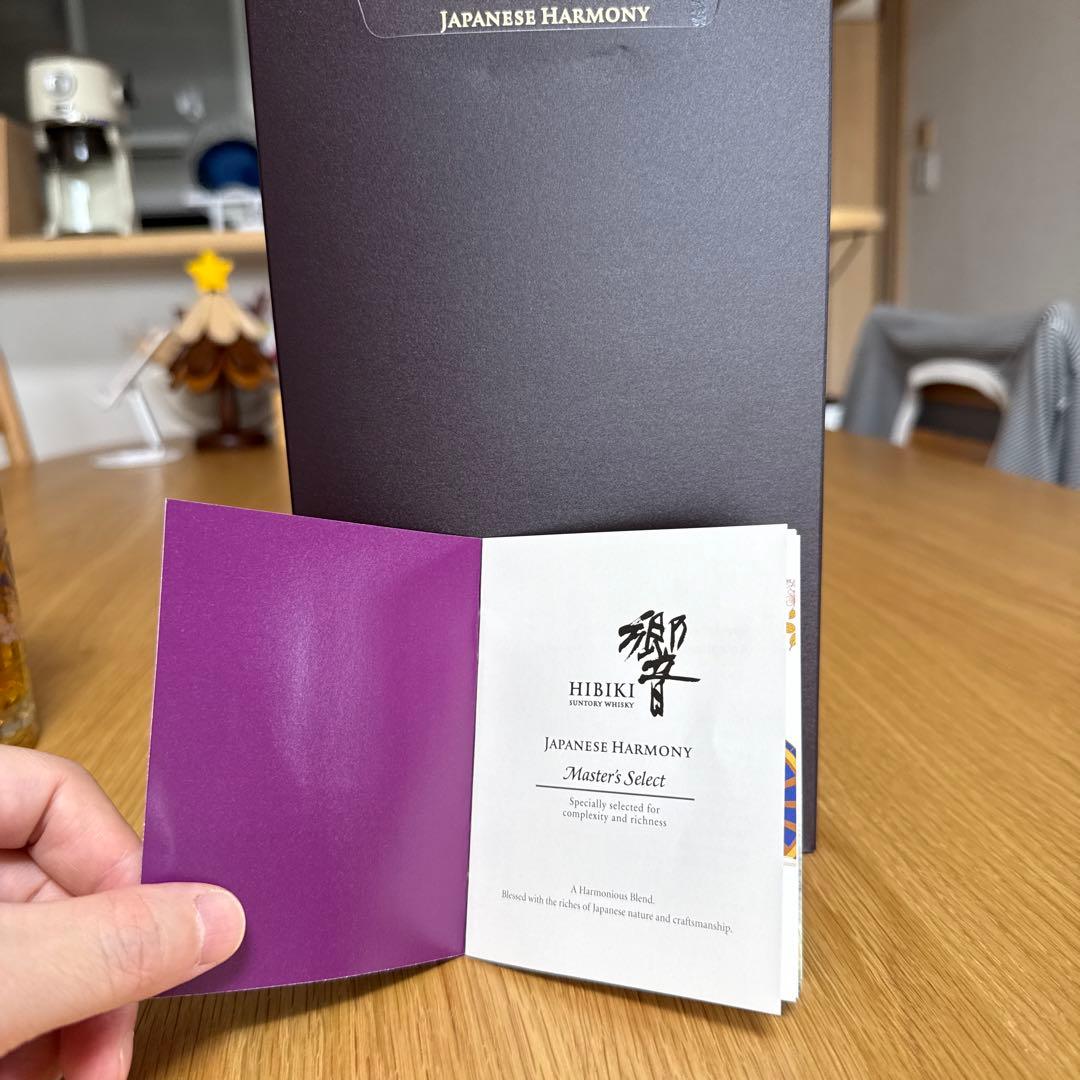 JAPANESE HARMONY
響
HIBIKI
SUNTORY WHISKY
JAPANESE HARMONY
Master's Select
Specially selected for
complexity and richness
A Harmonious Blend.
Blessed with the riches of Japanese nature and craftsmanship.